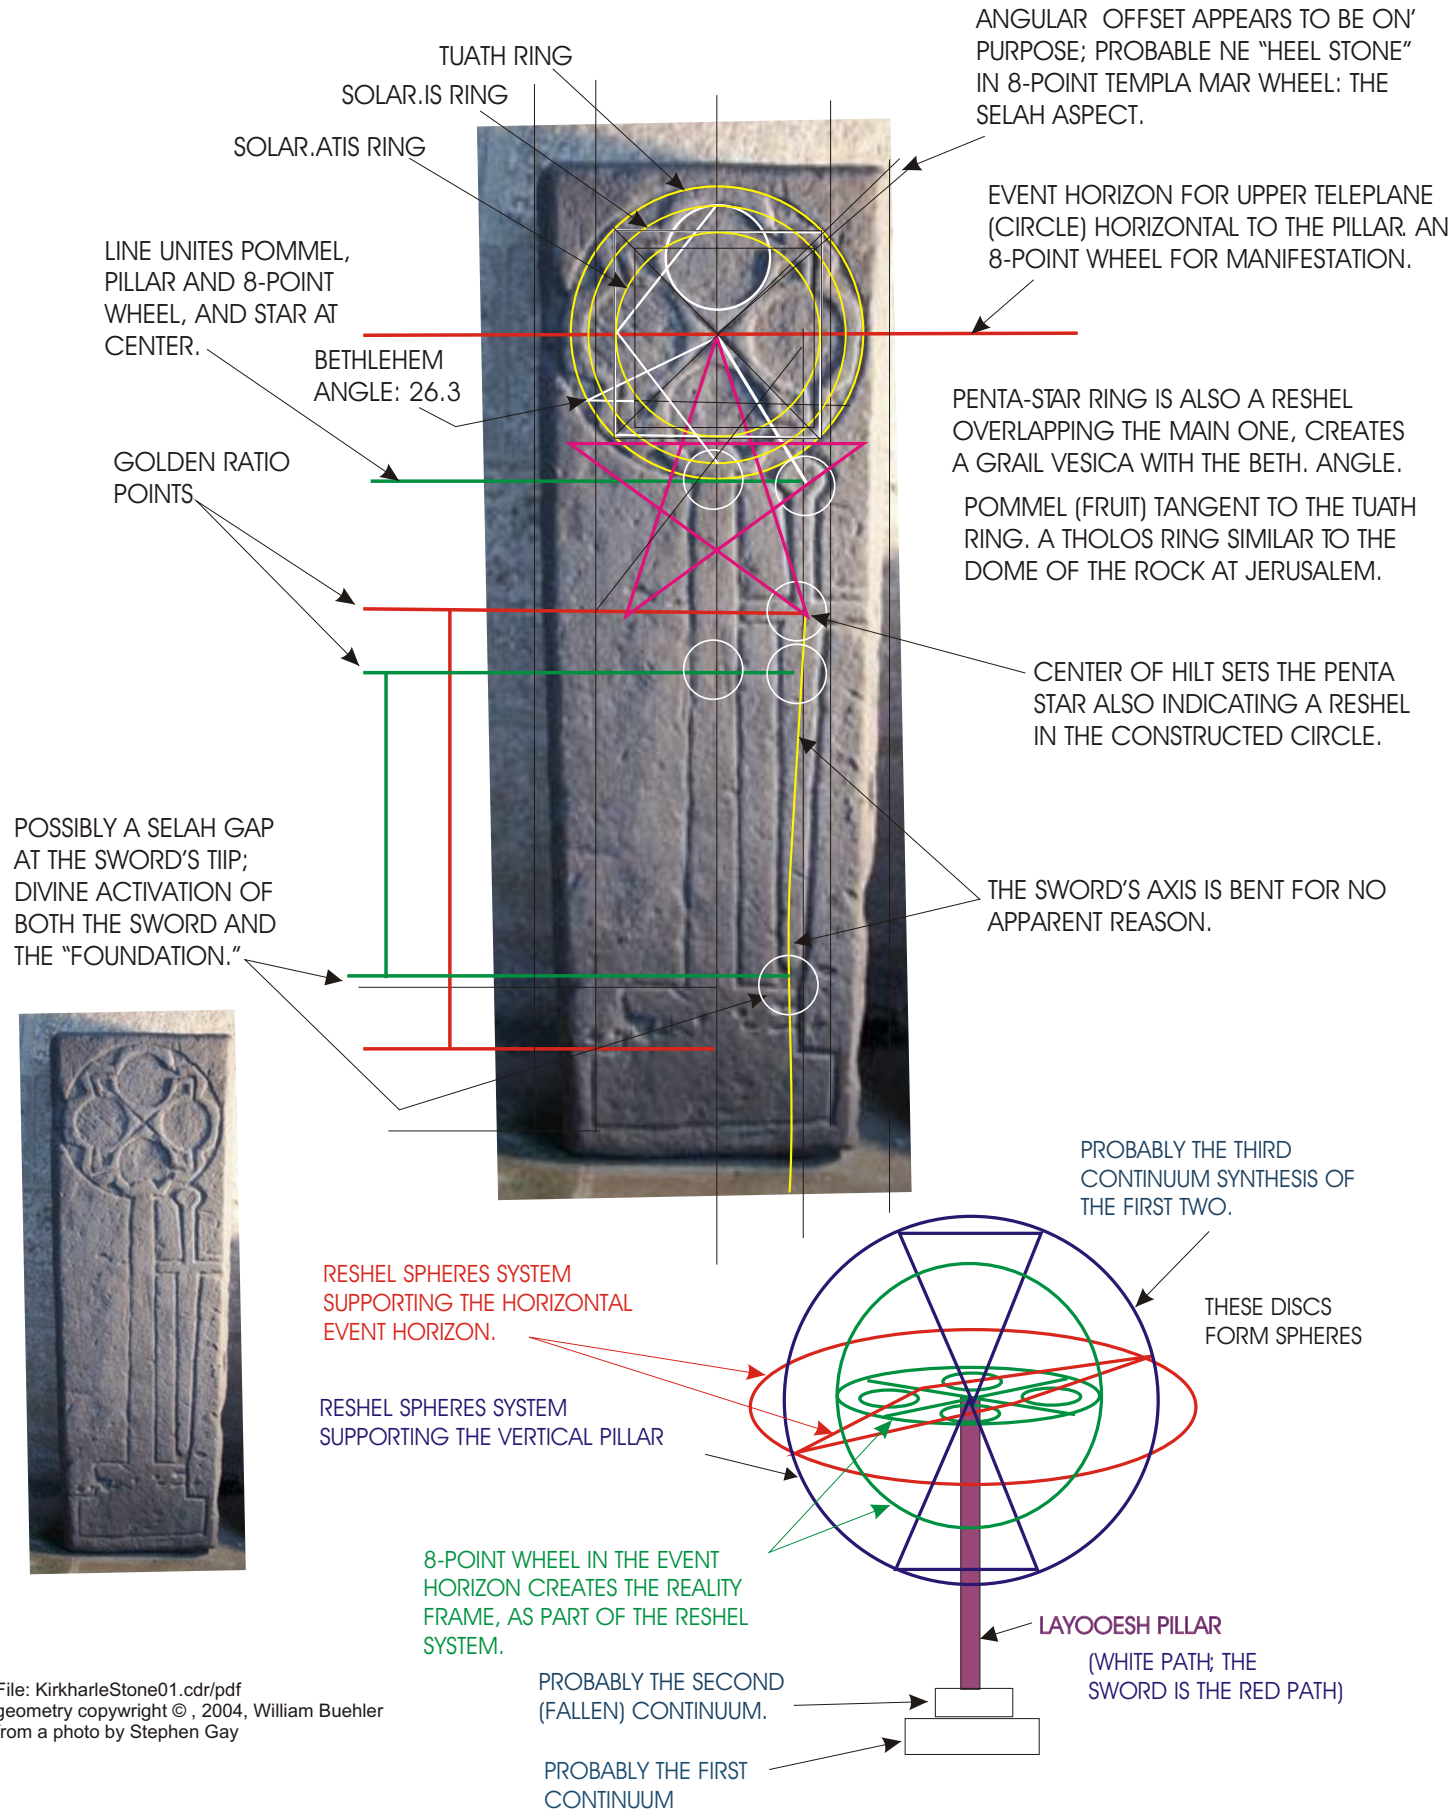 ANGULAR OFFSET APPEARS TO BE ON'
PURPOSE; PROBABLE NE "HEEL STONE"
IN 8-POINT TEMPLA MAR WHEEL: THE
SELAH ASPECT.
TUATH RING
SOLAR.IS RING
SOLAR.ATIS RING
EVENT HORIZON FOR UPPER TELEPLANE
(CIRCLE) HORIZONTAL TO THE PILLAR. AN
8-POINT WHEEL FOR MANIFESTATION.
LINE UNITES POMMEL,
PILLAR AND 8-POINT
WHEEL, AND STAR AT
CENTER.
BETHLEHEM
ANGLE: 26.3
PENTA-STAR RING IS ALSO A RESHEL
OVERLAPPING THE MAIN ONE, CREATES
A GRAIL VESICA WITH THE BETH. ANGLE.
GOLDEN RATIO
POINTS
POMMEL (FRUIT) TANGENT TO THE TUATH
RING. A THOLOS RING SIMILAR TO THE
DOME OF THE ROCK AT JERUSALEM.
CENTER OF HILT SETS THE PENTA
STAR ALSO INDICATING A RESHEL
IN THE CONSTRUCTED CIRCLE.
POSSIBLY A SELAH GAP
AT THE SWORD'S TIIP;
DIVINE ACTIVATION OF
BOTH THE SWORD AND
THE "FOUNDATION."
THE SWORD'S AXIS IS BENT FOR NO
APPARENT REASON.
PROBABLY THE THIRD
CONTINUUM SYNTHESIS OF
THE FIRST TWO.
RESHEL SPHERES SYSTEM
SUPPORTING THE HORIZONTAL
EVENT HORIZON.
THESE DISCS
FORM SPHERES
RESHEL SPHERES SYSTEM
SUPPORTING THE VERTICAL PILLAR
8-POINT WHEEL IN THE EVENT
HORIZON CREATES THE REALITY
FRAME, AS PART OF THE RESHEL
SYSTEM.
LAYOOESH PILLAR
(WHITE PATH; THE
SWORD IS THE RED PATH)
PROBABLY THE SECOND
(FALLEN) CONTINUUM.
PROBABLY THE FIRST
CONTINUUM
File: KirkharleStone01.cdr/pdf
geometry copywright © , 2004, William Buehler
from a photo by Stephen Gay